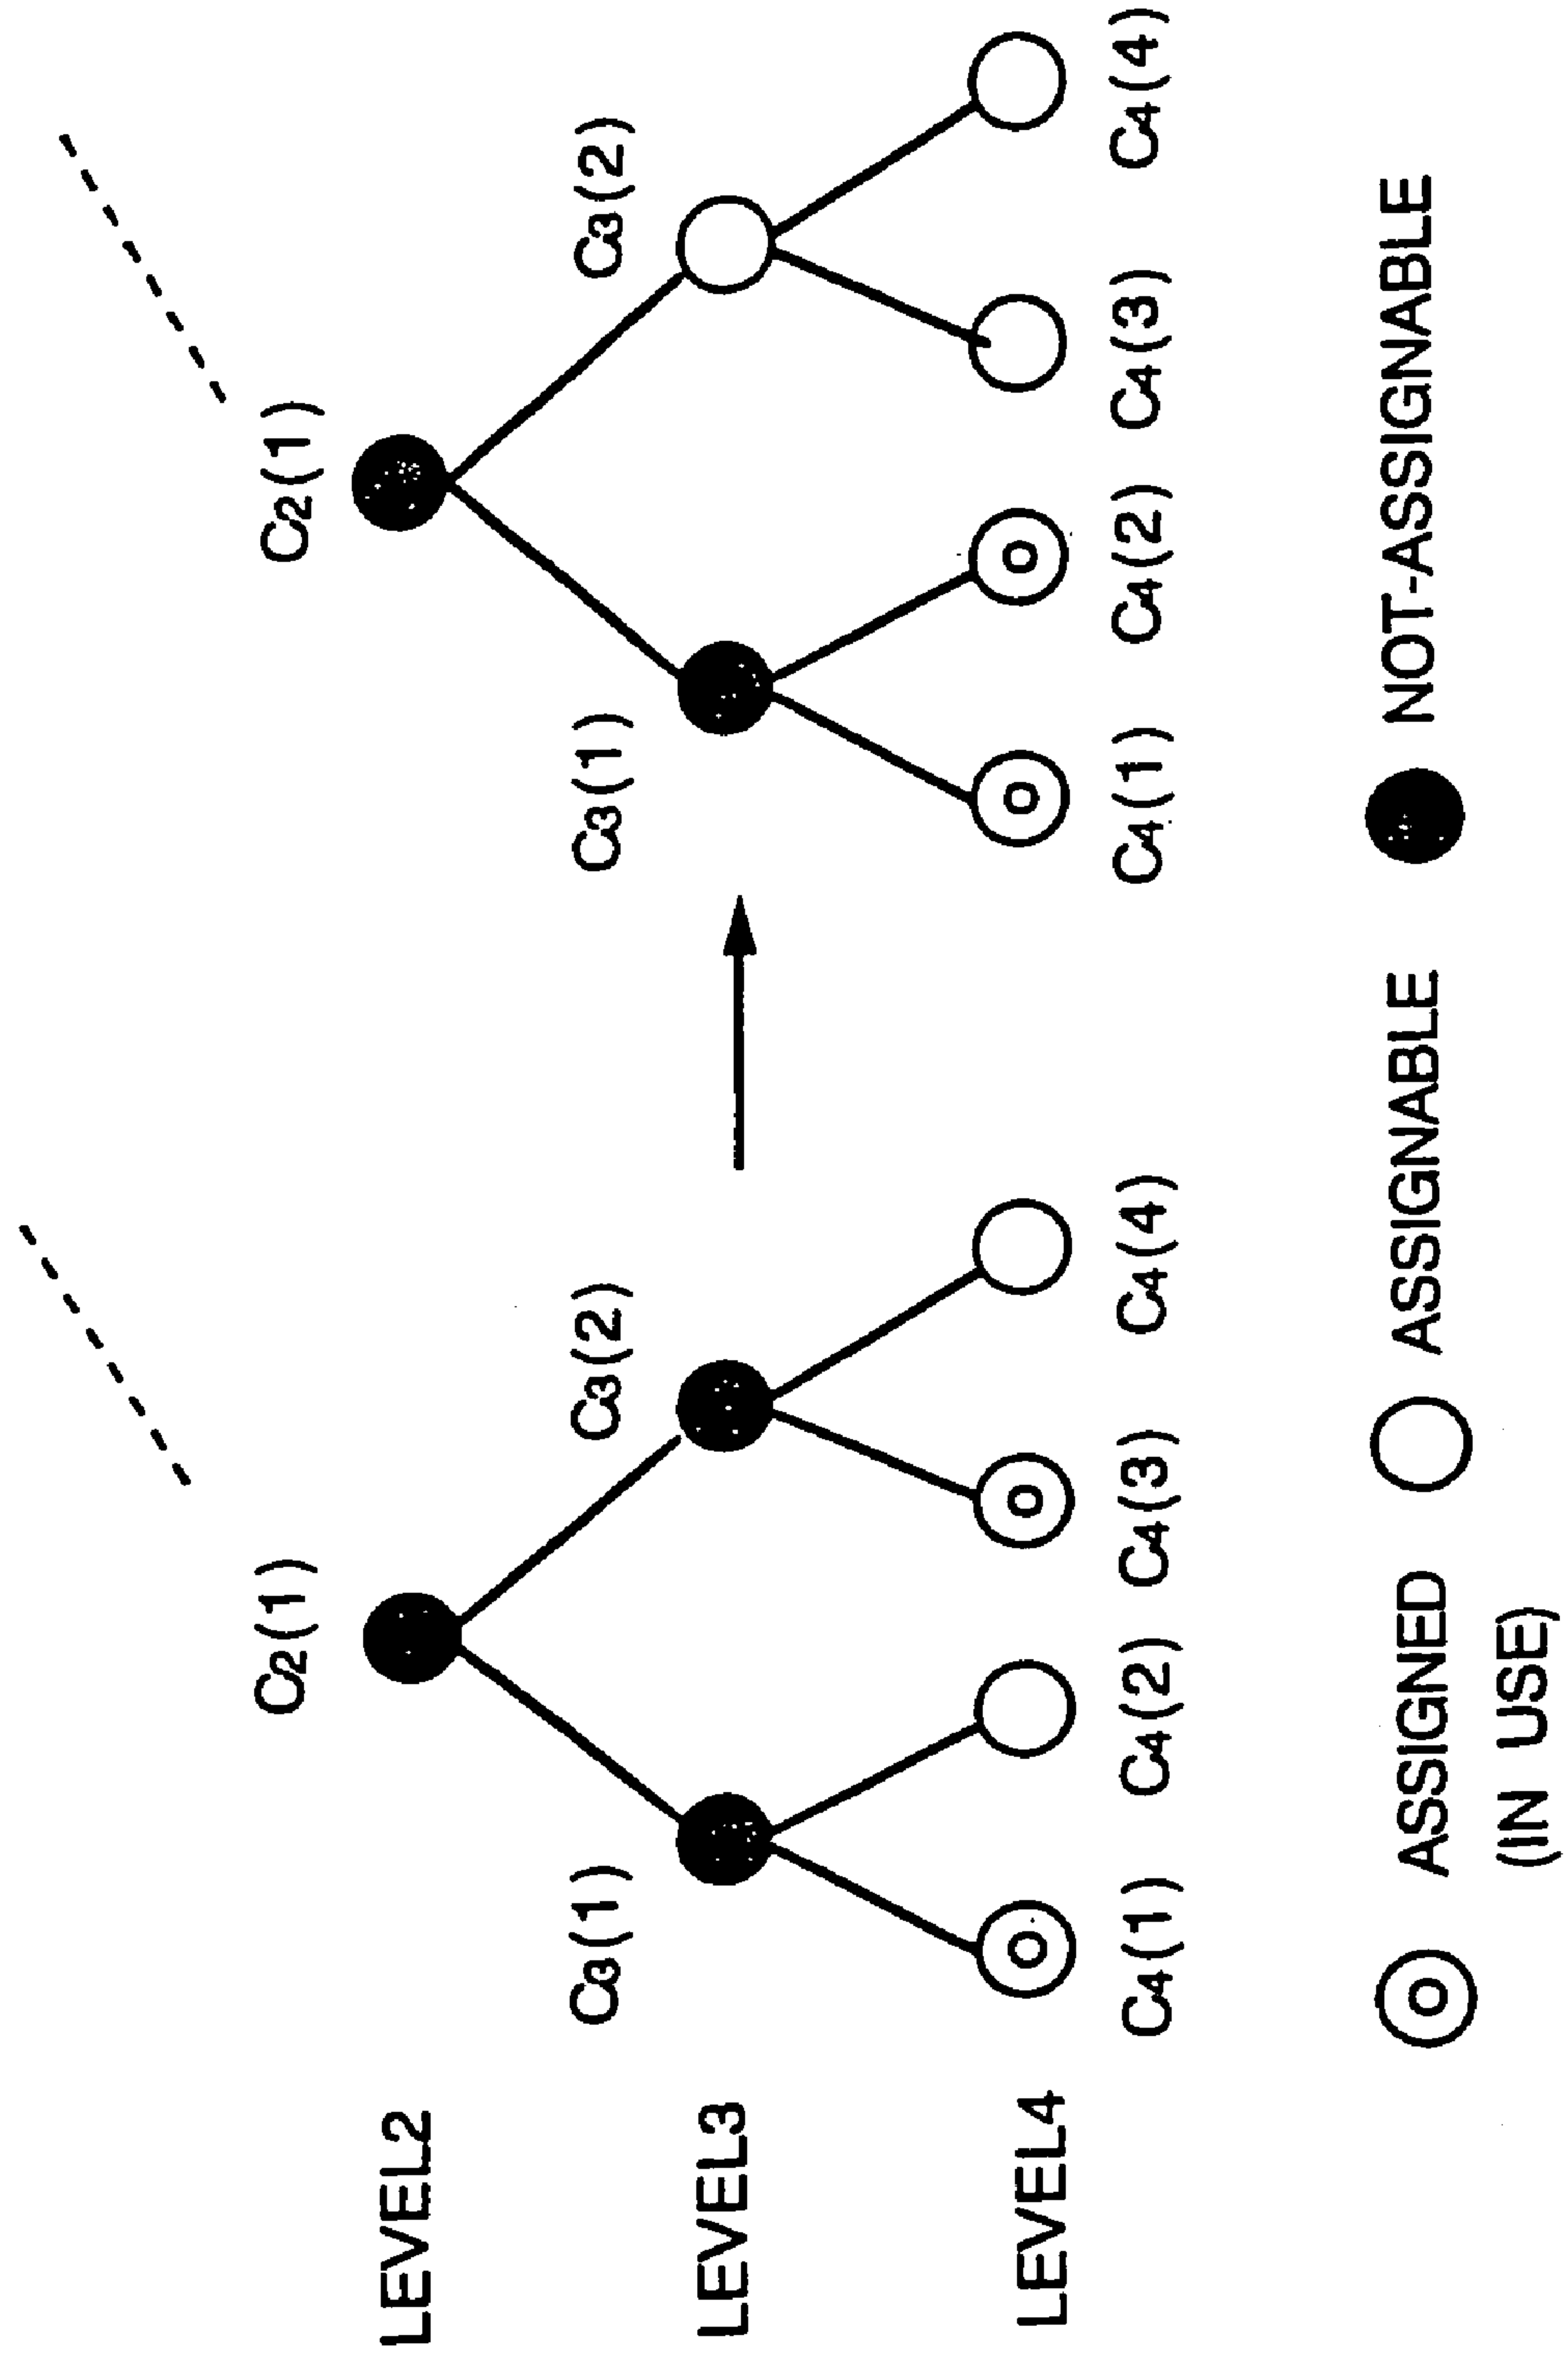 C2(1) C2(1)
LEVEL2
C3(1) C3(2) C3(1) C3(2)
LEVEL3
LEVEL4
C4(1) C4(2) C4(3) C4(4) C4(1) C4(2) C4(3) C4(4)
ASSIGNED ASSIGNABLE NOT-ASSIGNABLE
(IN USE)